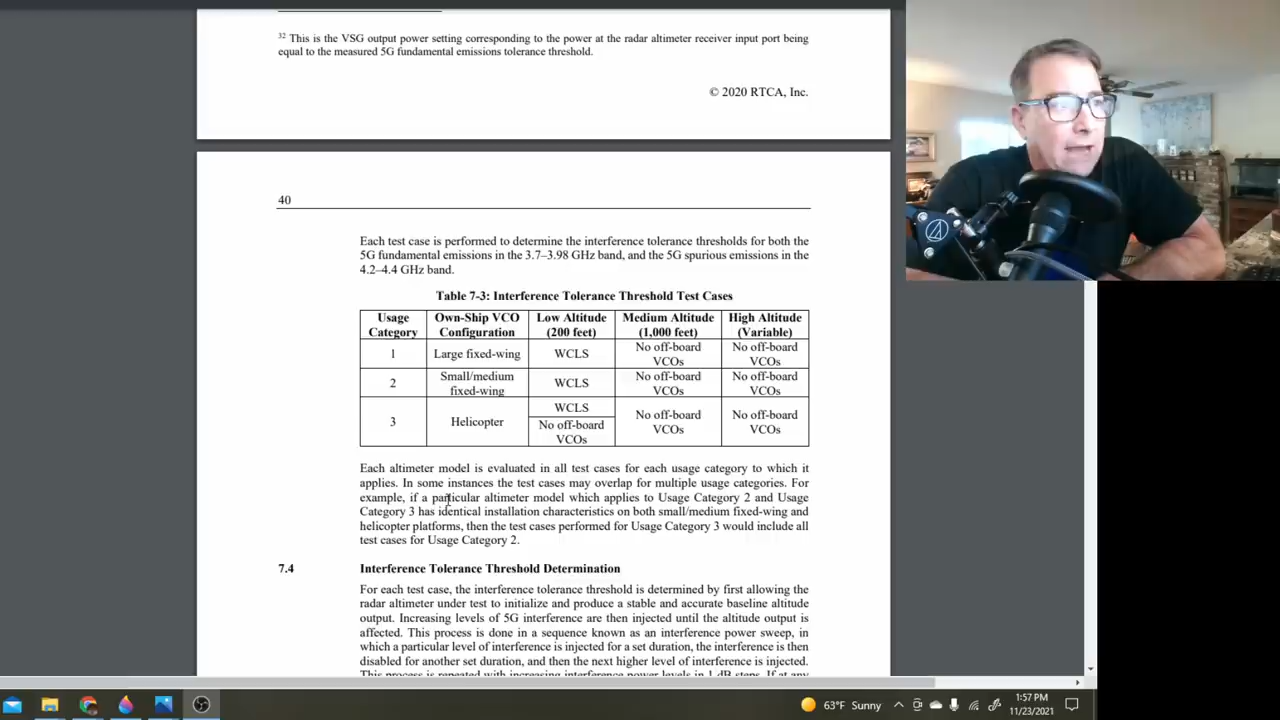 32 This is the VSG output power setting corresponding to the power at the radar altimeter receiver input port being
equal to the measured 5G fundamental emissions tolerance threshold.
© 2020 RTCA, Inc.
40
Each test case is performed to determine the interference tolerance thresholds for both the
5G fundamental emissions in the 3.7–3.98 GHz band, and the 5G spurious emissions in the
4.2–4.4 GHz band.
Table 7-3: Interference Tolerance Threshold Test Cases
Usage Category Own-Ship VCO Configuration Low Altitude (200 feet) Medium Altitude (1,000 feet) High Altitude (Variable)
1 Large fixed-wing WCLS No off-board VCOs No off-board VCOs
2 Small/medium fixed-wing WCLS No off-board VCOs No off-board VCOs
3 Helicopter WCLS No off-board VCOs No off-board VCOs No off-board VCOs
Each altimeter model is evaluated in all test cases for each usage category to which it
applies. In some instances the test cases may overlap for multiple usage categories. For
example, if a particular altimeter model which applies to Usage Category 2 and Usage
Category 3 has identical installation characteristics on both small/medium fixed-wing and
helicopter platforms, then the test cases performed for Usage Category 3 would include all
test cases for Usage Category 2.
7.4 Interference Tolerance Threshold Determination
For each test case, the interference tolerance threshold is determined by first allowing the
radar altimeter under test to initialize and produce a stable and accurate baseline altitude
output. Increasing levels of 5G interference are then injected until the altitude output is
affected. This process is done in a sequence known as an interference power sweep, in
which a particular level of interference is injected for a set duration, the interference is then
disabled for another set duration, and then the next higher level of interference is injected.
This process is repeated with increasing interference power levels in 1 dB steps. If at any
63°F Sunny
1:57 PM
11/23/2021